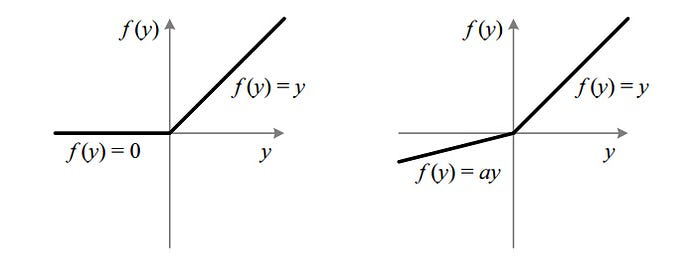 f(y)
f(y) = y
f(y) = 0
y
f(y)
f(y) = y
f(y) = ay
y